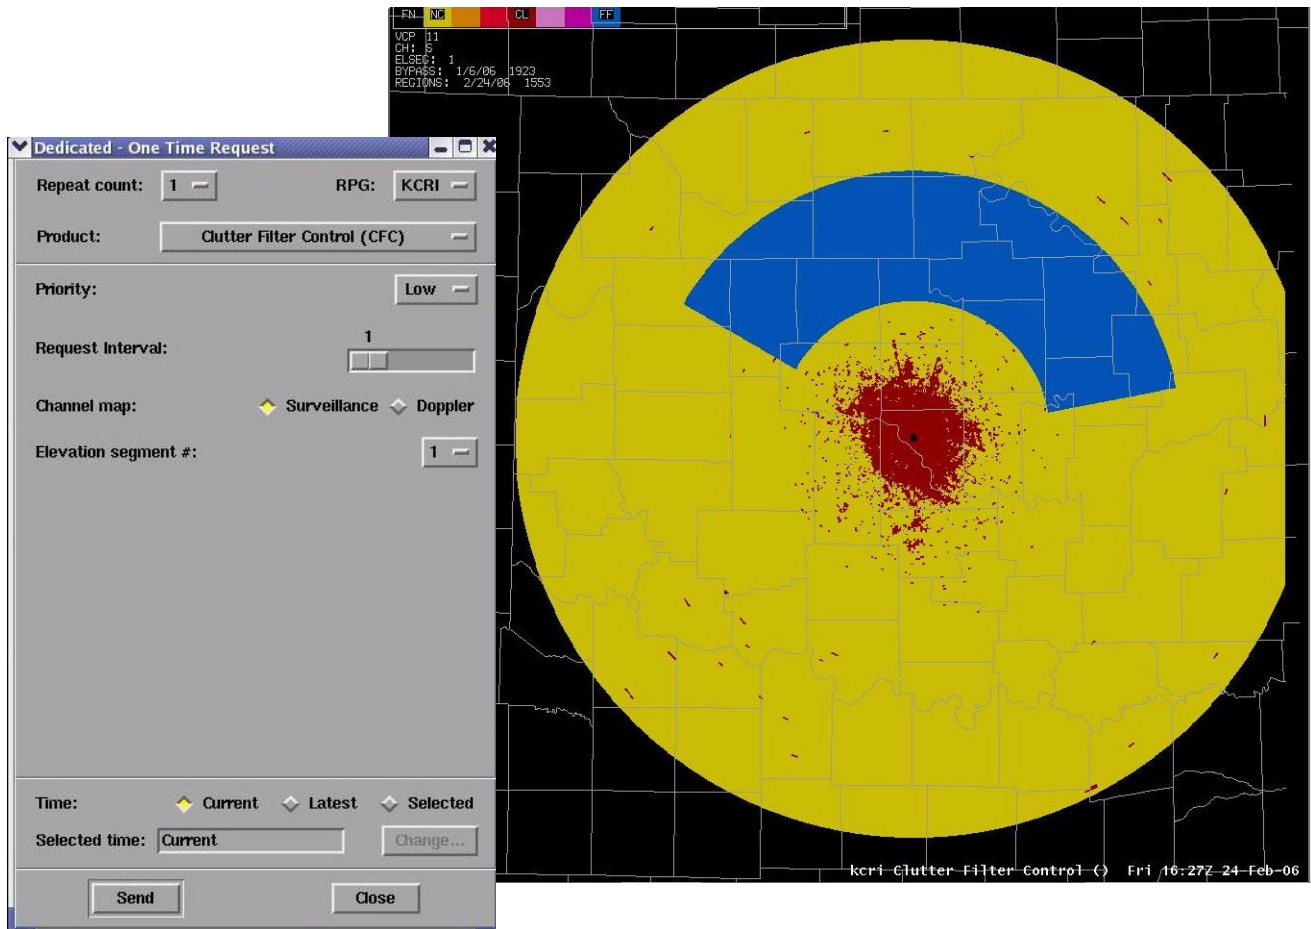 FN NC CL FF
VCP 11
CH: S
ELSEG: 1
BYPASS: 1/6/06 1923
REGIONS: 2/24/06 1553
Dedicated - One Time Request
Repeat count: 1 RPG: KCRI
Product: Clutter Filter Control (CFC)
Priority: Low
1
Request Interval:
Channel map: Surveillance Doppler
Elevation segment #: 1
Time: Current Latest Selected
Selected time: Current Change...
Send Close
kcri Clutter Filter Control () Fri 16:27Z 24-Feb-06